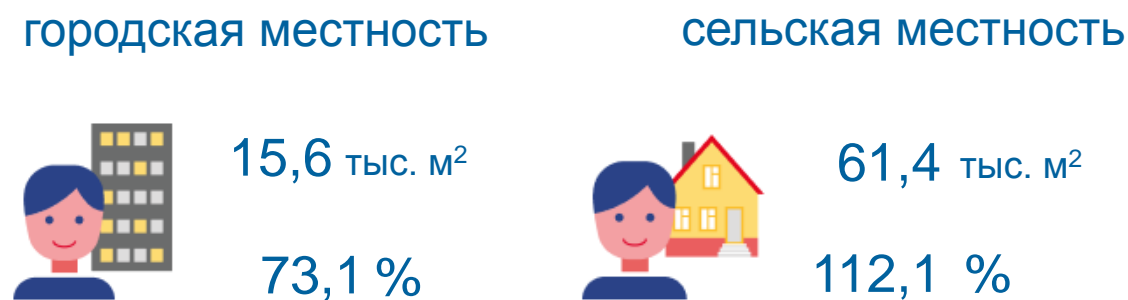 городская местность
15,6 тыс. м²
73,1 %
сельская местность
61,4 тыс. м²
112,1 %